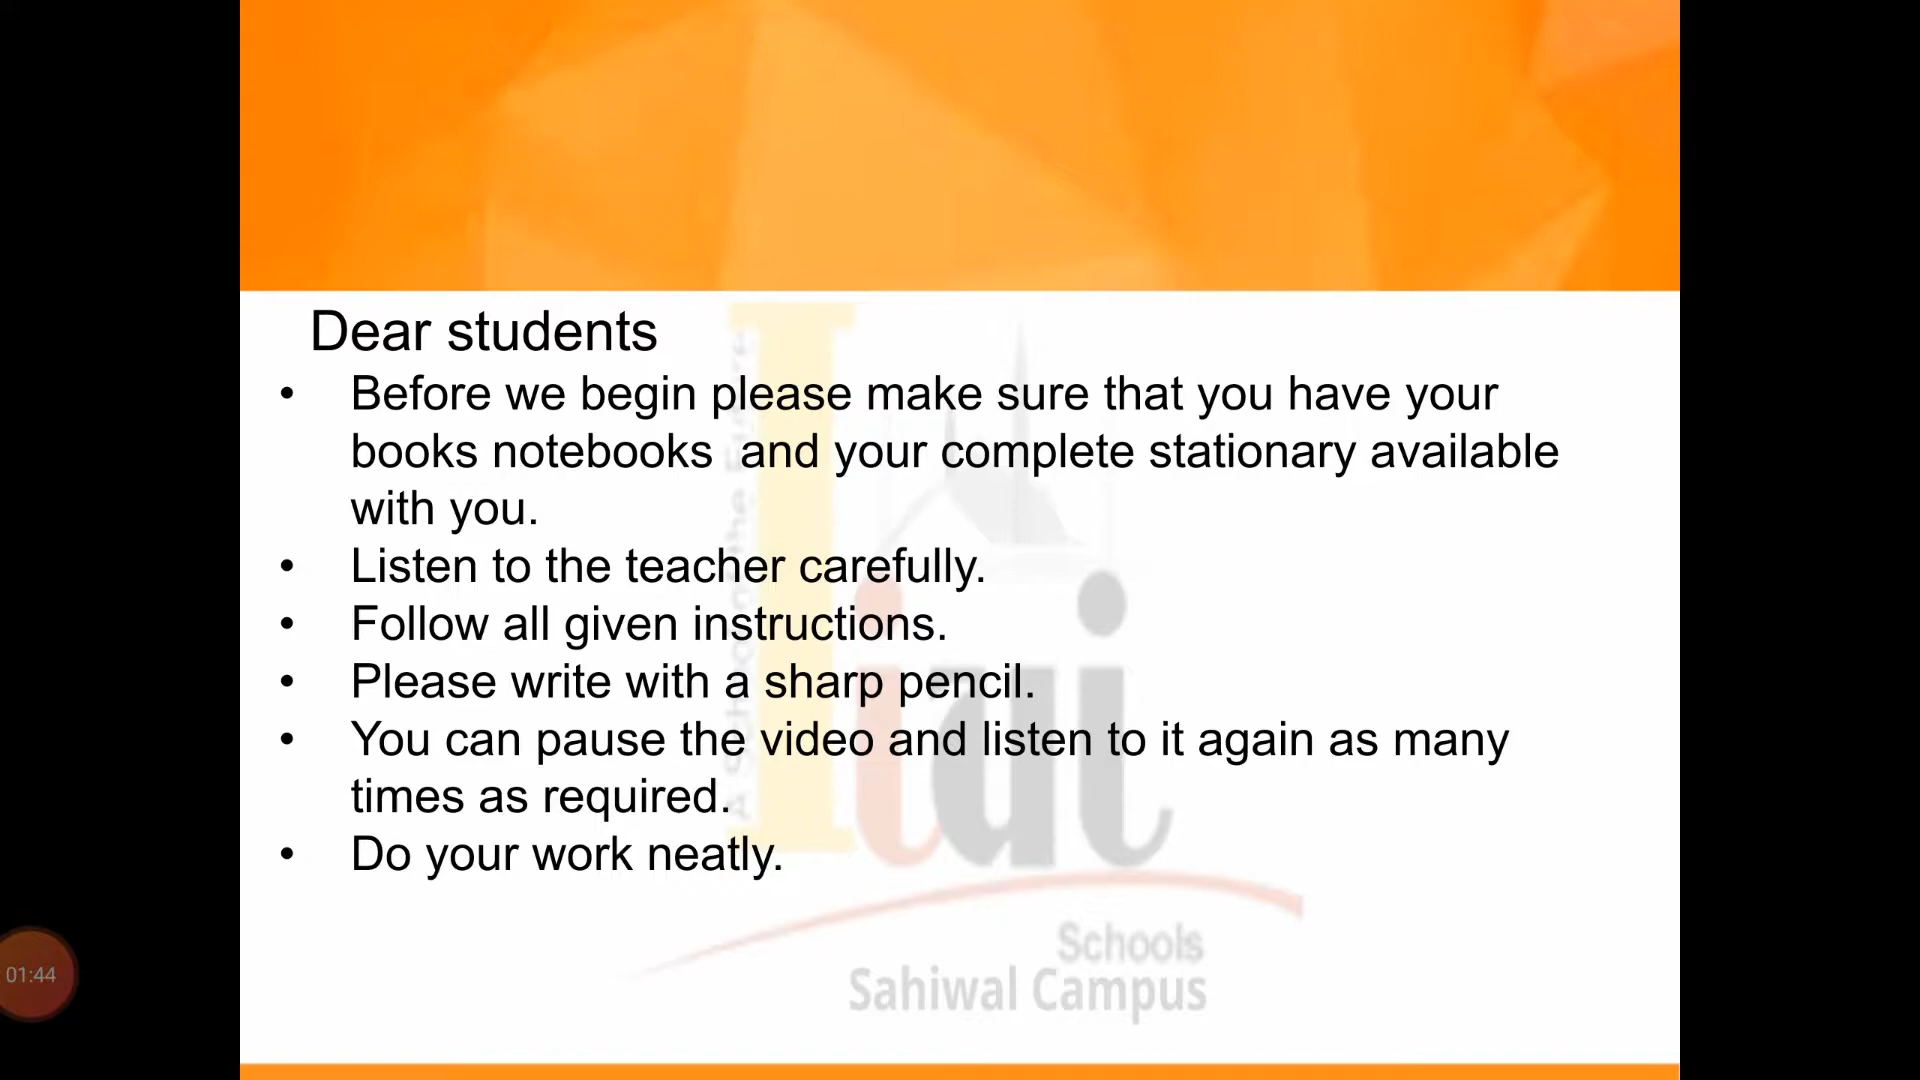 Dear students
• Before we begin please make sure that you have your
books notebooks and your complete stationary available
with you.
• Listen to the teacher carefully.
• Follow all given instructions.
• Please write with a sharp pencil.
• You can pause the video and listen to it again as many
times as required.
• Do your work neatly.
Schools
Sahiwal Campus
01:44